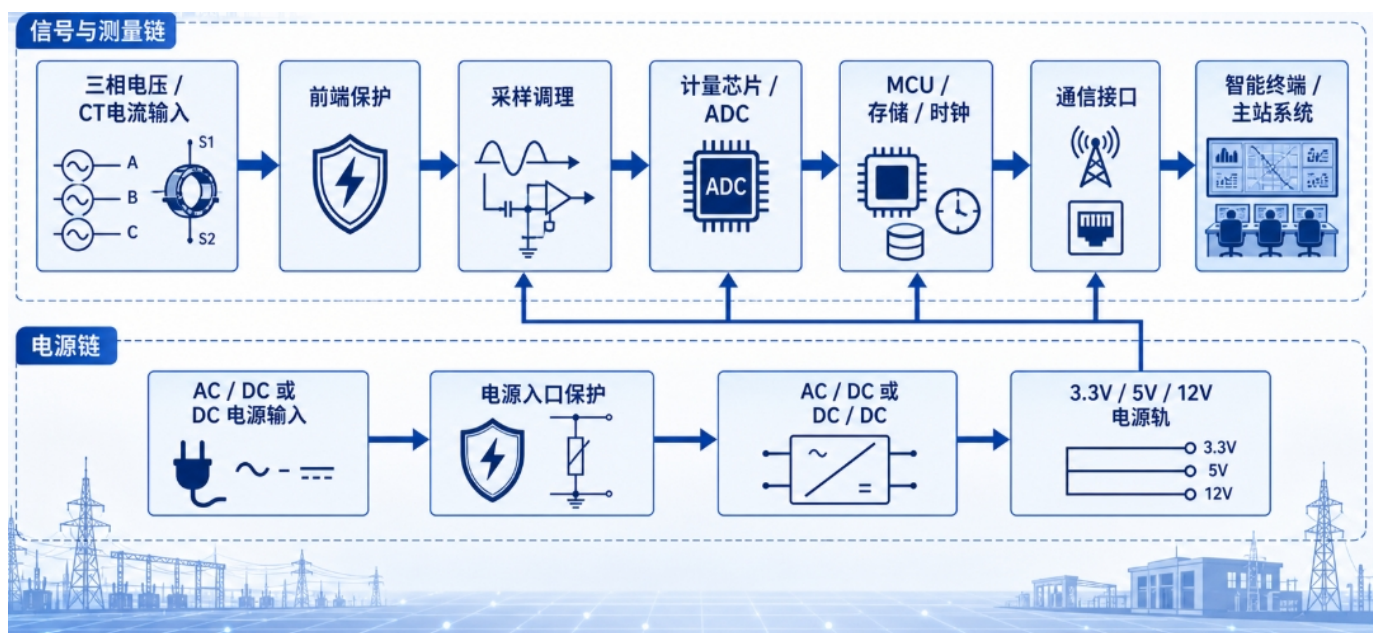 信号与测量链
三相电压 /
CT电流输入
A
B
C
S1
S2
前端保护
采样调理
计量芯片 /
ADC
ADC
MCU /
存储 / 时钟
通信接口
智能终端 /
主站系统
电源链
AC / DC 或
DC 电源输入
电源入口保护
AC / DC 或
DC / DC
3.3V / 5V / 12V
电源轨
3.3V
5V
12V